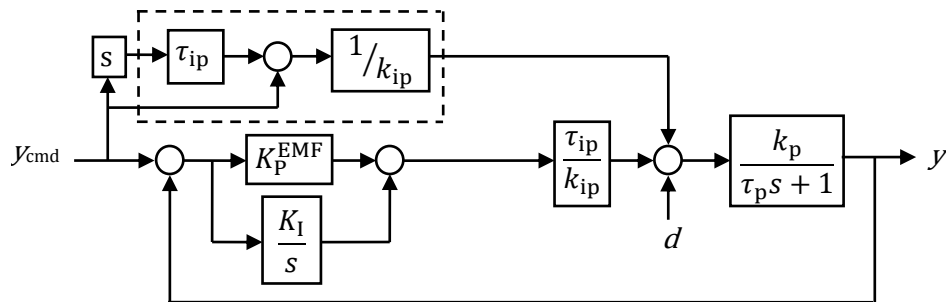 s
τ_ip
1/k_ip
y_cmd
K_P^EMF
τ_ip/k_ip
k_p/(τ_p s + 1)
y
K_I/s
d